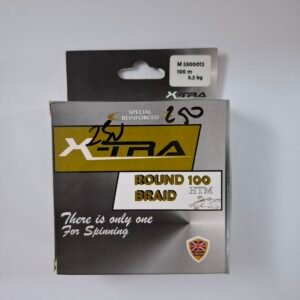 M 5300012
100 m
9.5 kg
SPECIAL
REINFORCED
250
250
X-TRA
ROUND 100
BRAID
HTM
There is only one
For Spinning